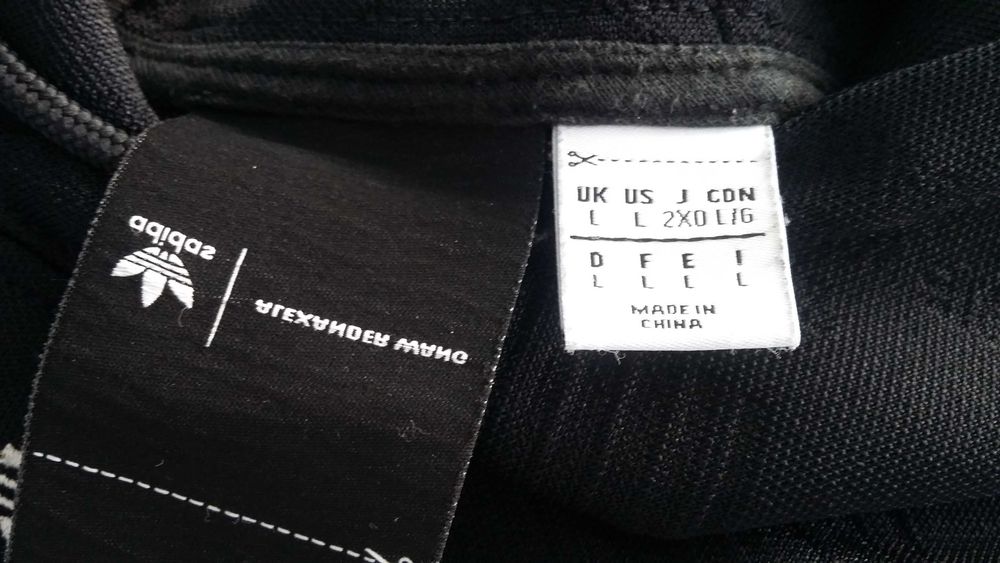 adidas
ALEXANDER WANG
UK US J CDN
L L 2XO L/G
D F E I
L L L L
MADE IN
CHINA